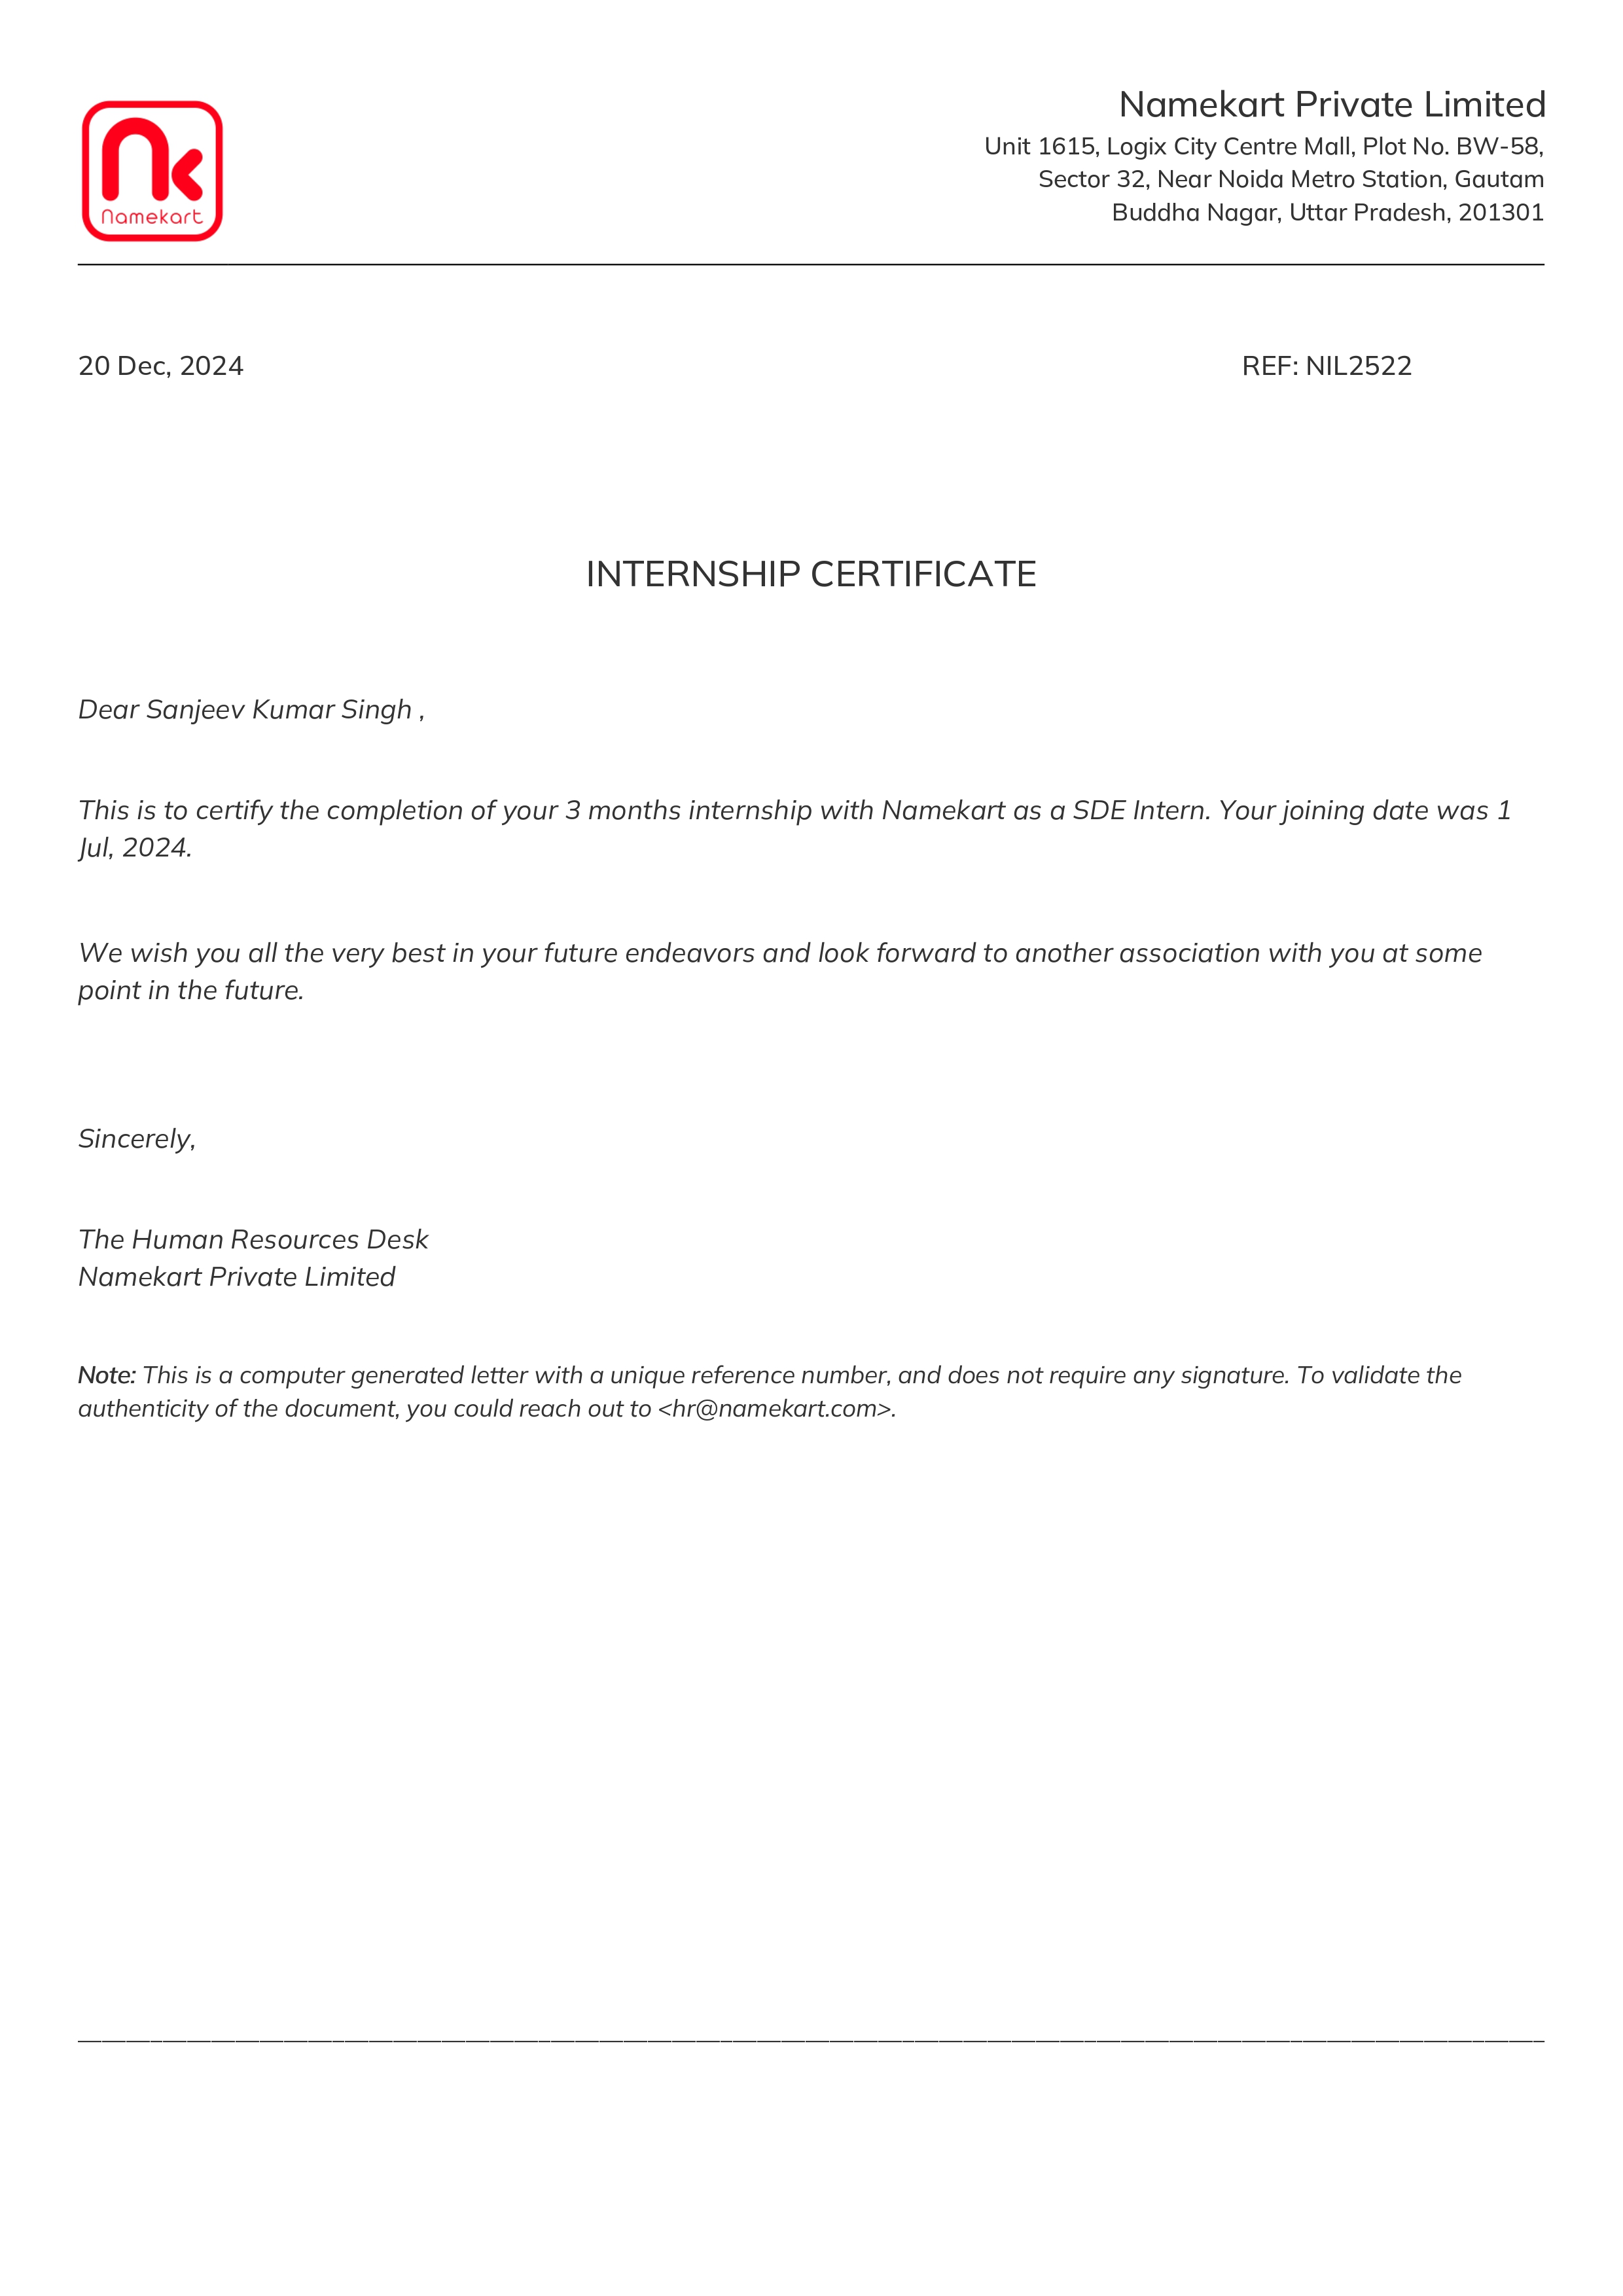 Namekart
Namekart Private Limited
Unit 1615, Logix City Centre Mall, Plot No. BW-58,
Sector 32, Near Noida Metro Station, Gautam
Buddha Nagar, Uttar Pradesh, 201301
20 Dec, 2024 REF: NIL2522
INTERNSHIP CERTIFICATE
Dear Sanjeev Kumar Singh ,
This is to certify the completion of your 3 months internship with Namekart as a SDE Intern. Your joining date was 1
Jul, 2024.
We wish you all the very best in your future endeavors and look forward to another association with you at some
point in the future.
Sincerely,
The Human Resources Desk
Namekart Private Limited
Note: This is a computer generated letter with a unique reference number, and does not require any signature. To validate the
authenticity of the document, you could reach out to <hr@namekart.com>.